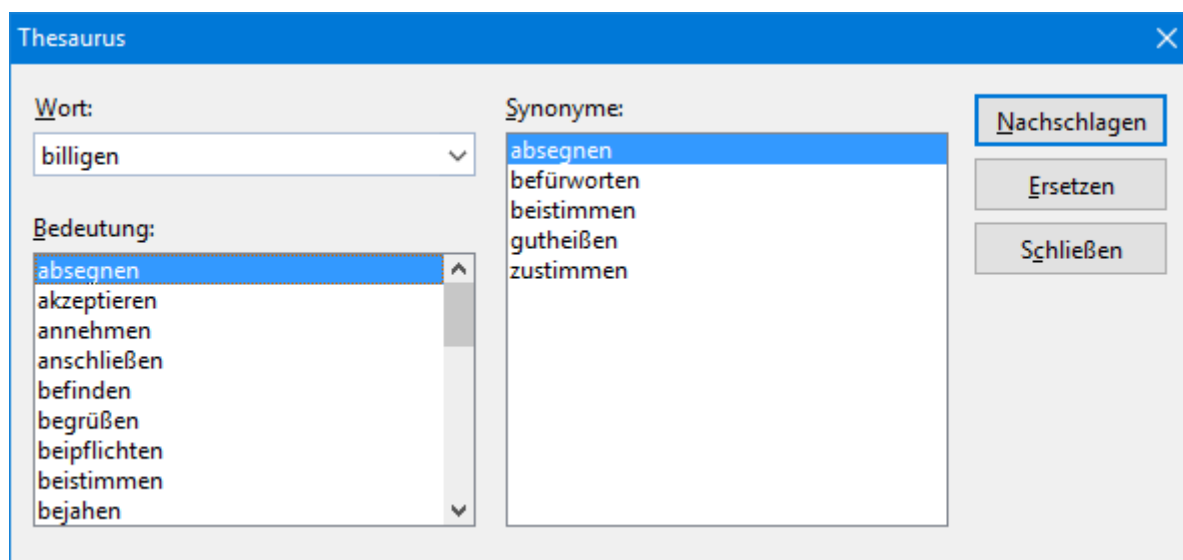 Thesaurus
Wort:
billigen
Bedeutung:
absegnen
akzeptieren
annehmen
anschließen
befinden
begrüßen
beipflichten
beistimmen
bejahen
Synonyme:
absegnen
befürworten
beistimmen
gutheißen
zustimmen
Nachschlagen
Ersetzen
Schließen